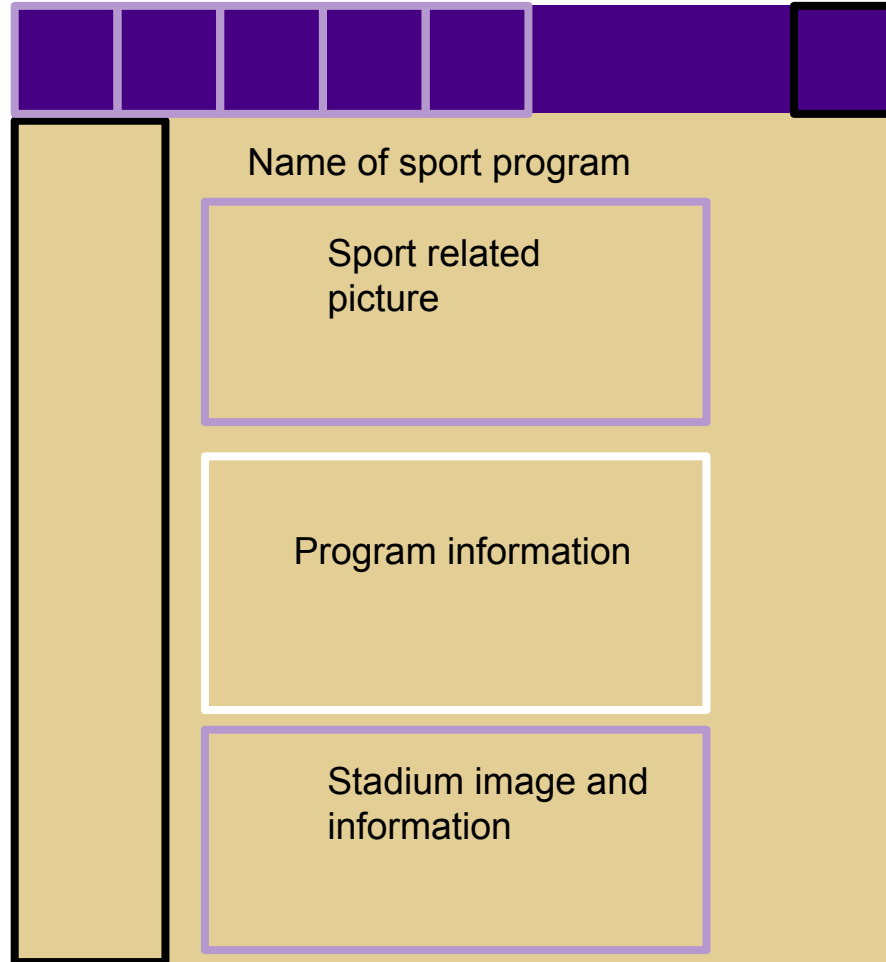 Name of sport program
Sport related
picture
Program information
Stadium image and
information